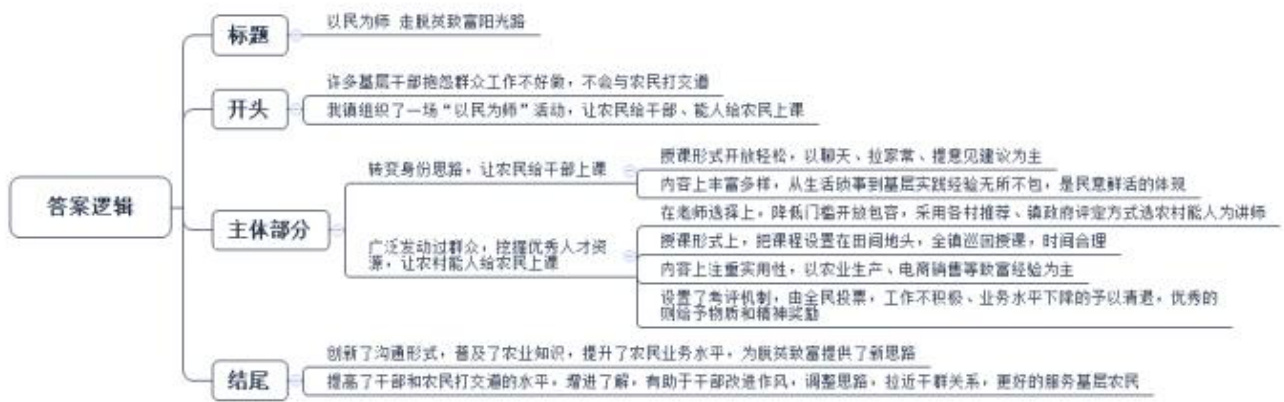 答案逻辑
标题
以民为师 走脱贫致富阳光路
开头
许多基层干部抱怨群众工作不好做，不会与农民打交道
我镇组织了一场“以民为师”活动，让农民给干部、能人给农民上课
主体部分
转变身份思路，让农民给干部上课
授课形式开放轻松，以聊天、拉家常、提意见建议为主
内容上丰富多样，从生活琐事到基层实践经验无所不包，是民意鲜活的体现
广泛发动过群众，挖掘优秀人才资
源，让农村能人给农民上课
在老师选择上，降低门槛开放包容，采用各村推荐、镇政府评定方式选农村能人为讲师
授课形式上，把课程设置在田间地头，全镇巡回授课，时间合理
内容上注重实用性，以农业生产、电商销售等致富经验为主
设置了考评机制，由全民投票，工作不积极、业务水平下降的予以清退，优秀的
则给予物质和精神奖励
结尾
创新了沟通形式，普及了农业知识，提升了农民业务水平，为脱贫致富提供了新思路
提高了干部和农民打交道的水平，增进了解，有助于干部改进作风，调整思路，拉近干群关系，更好的服务基层农民